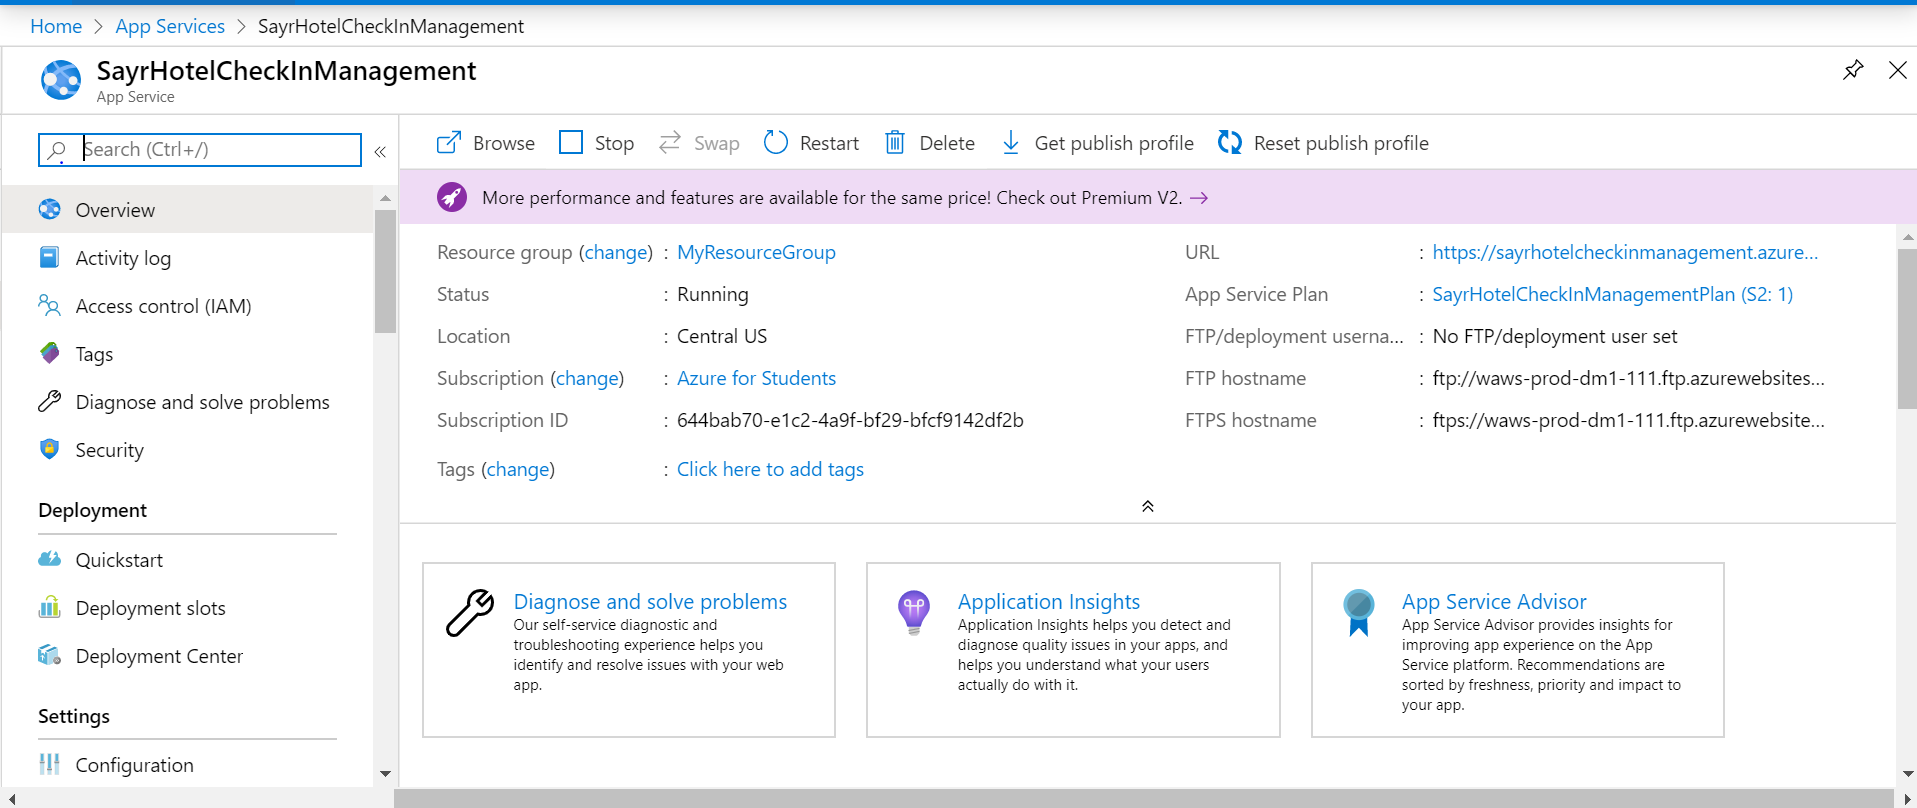 Home > App Services > SayrHotelCheckInManagement
SayrHotelCheckInManagement
App Service
Search (Ctrl+/)
Overview
Activity log
Access control (IAM)
Tags
Diagnose and solve problems
Security
Deployment
Quickstart
Deployment slots
Deployment Center
Settings
Configuration
Browse Stop Swap Restart Delete Get publish profile Reset publish profile
More performance and features are available for the same price! Check out Premium V2. →
Resource group (change) : MyResourceGroup
Status : Running
Location : Central US
Subscription (change) : Azure for Students
Subscription ID : 644bab70-e1c2-4a9f-bf29-bfcf9142df2b
Tags (change) : Click here to add tags
URL : https://sayrhotelcheckinmanagement.azure...
App Service Plan : SayrHotelCheckInManagementPlan (S2: 1)
FTP/deployment userna... : No FTP/deployment user set
FTP hostname : ftp://waws-prod-dm1-111.ftp.azurewebsites...
FTPS hostname : ftps://waws-prod-dm1-111.ftp.azurewebsite...
Diagnose and solve problems
Our self-service diagnostic and
troubleshooting experience helps you
identify and resolve issues with your web
app.
Application Insights
Application Insights helps you detect and
diagnose quality issues in your apps, and
helps you understand what your users
actually do with it.
App Service Advisor
App Service Advisor provides insights for
improving app experience on the App
Service platform. Recommendations are
sorted by freshness, priority and impact to
your app.